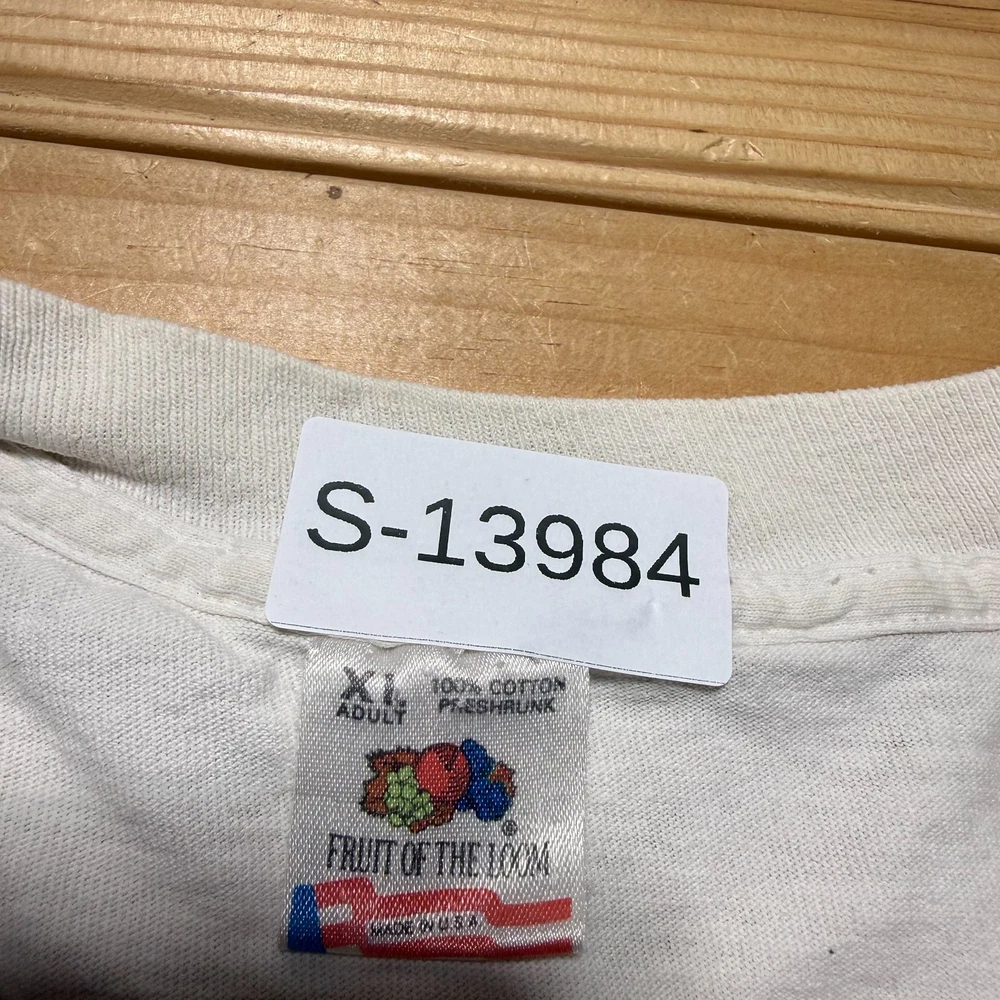 S-13984
XL 100% COTTON
ADULT PRESHRUNK
®
FRUIT OF THE LOOM
MADE IN U.S.A